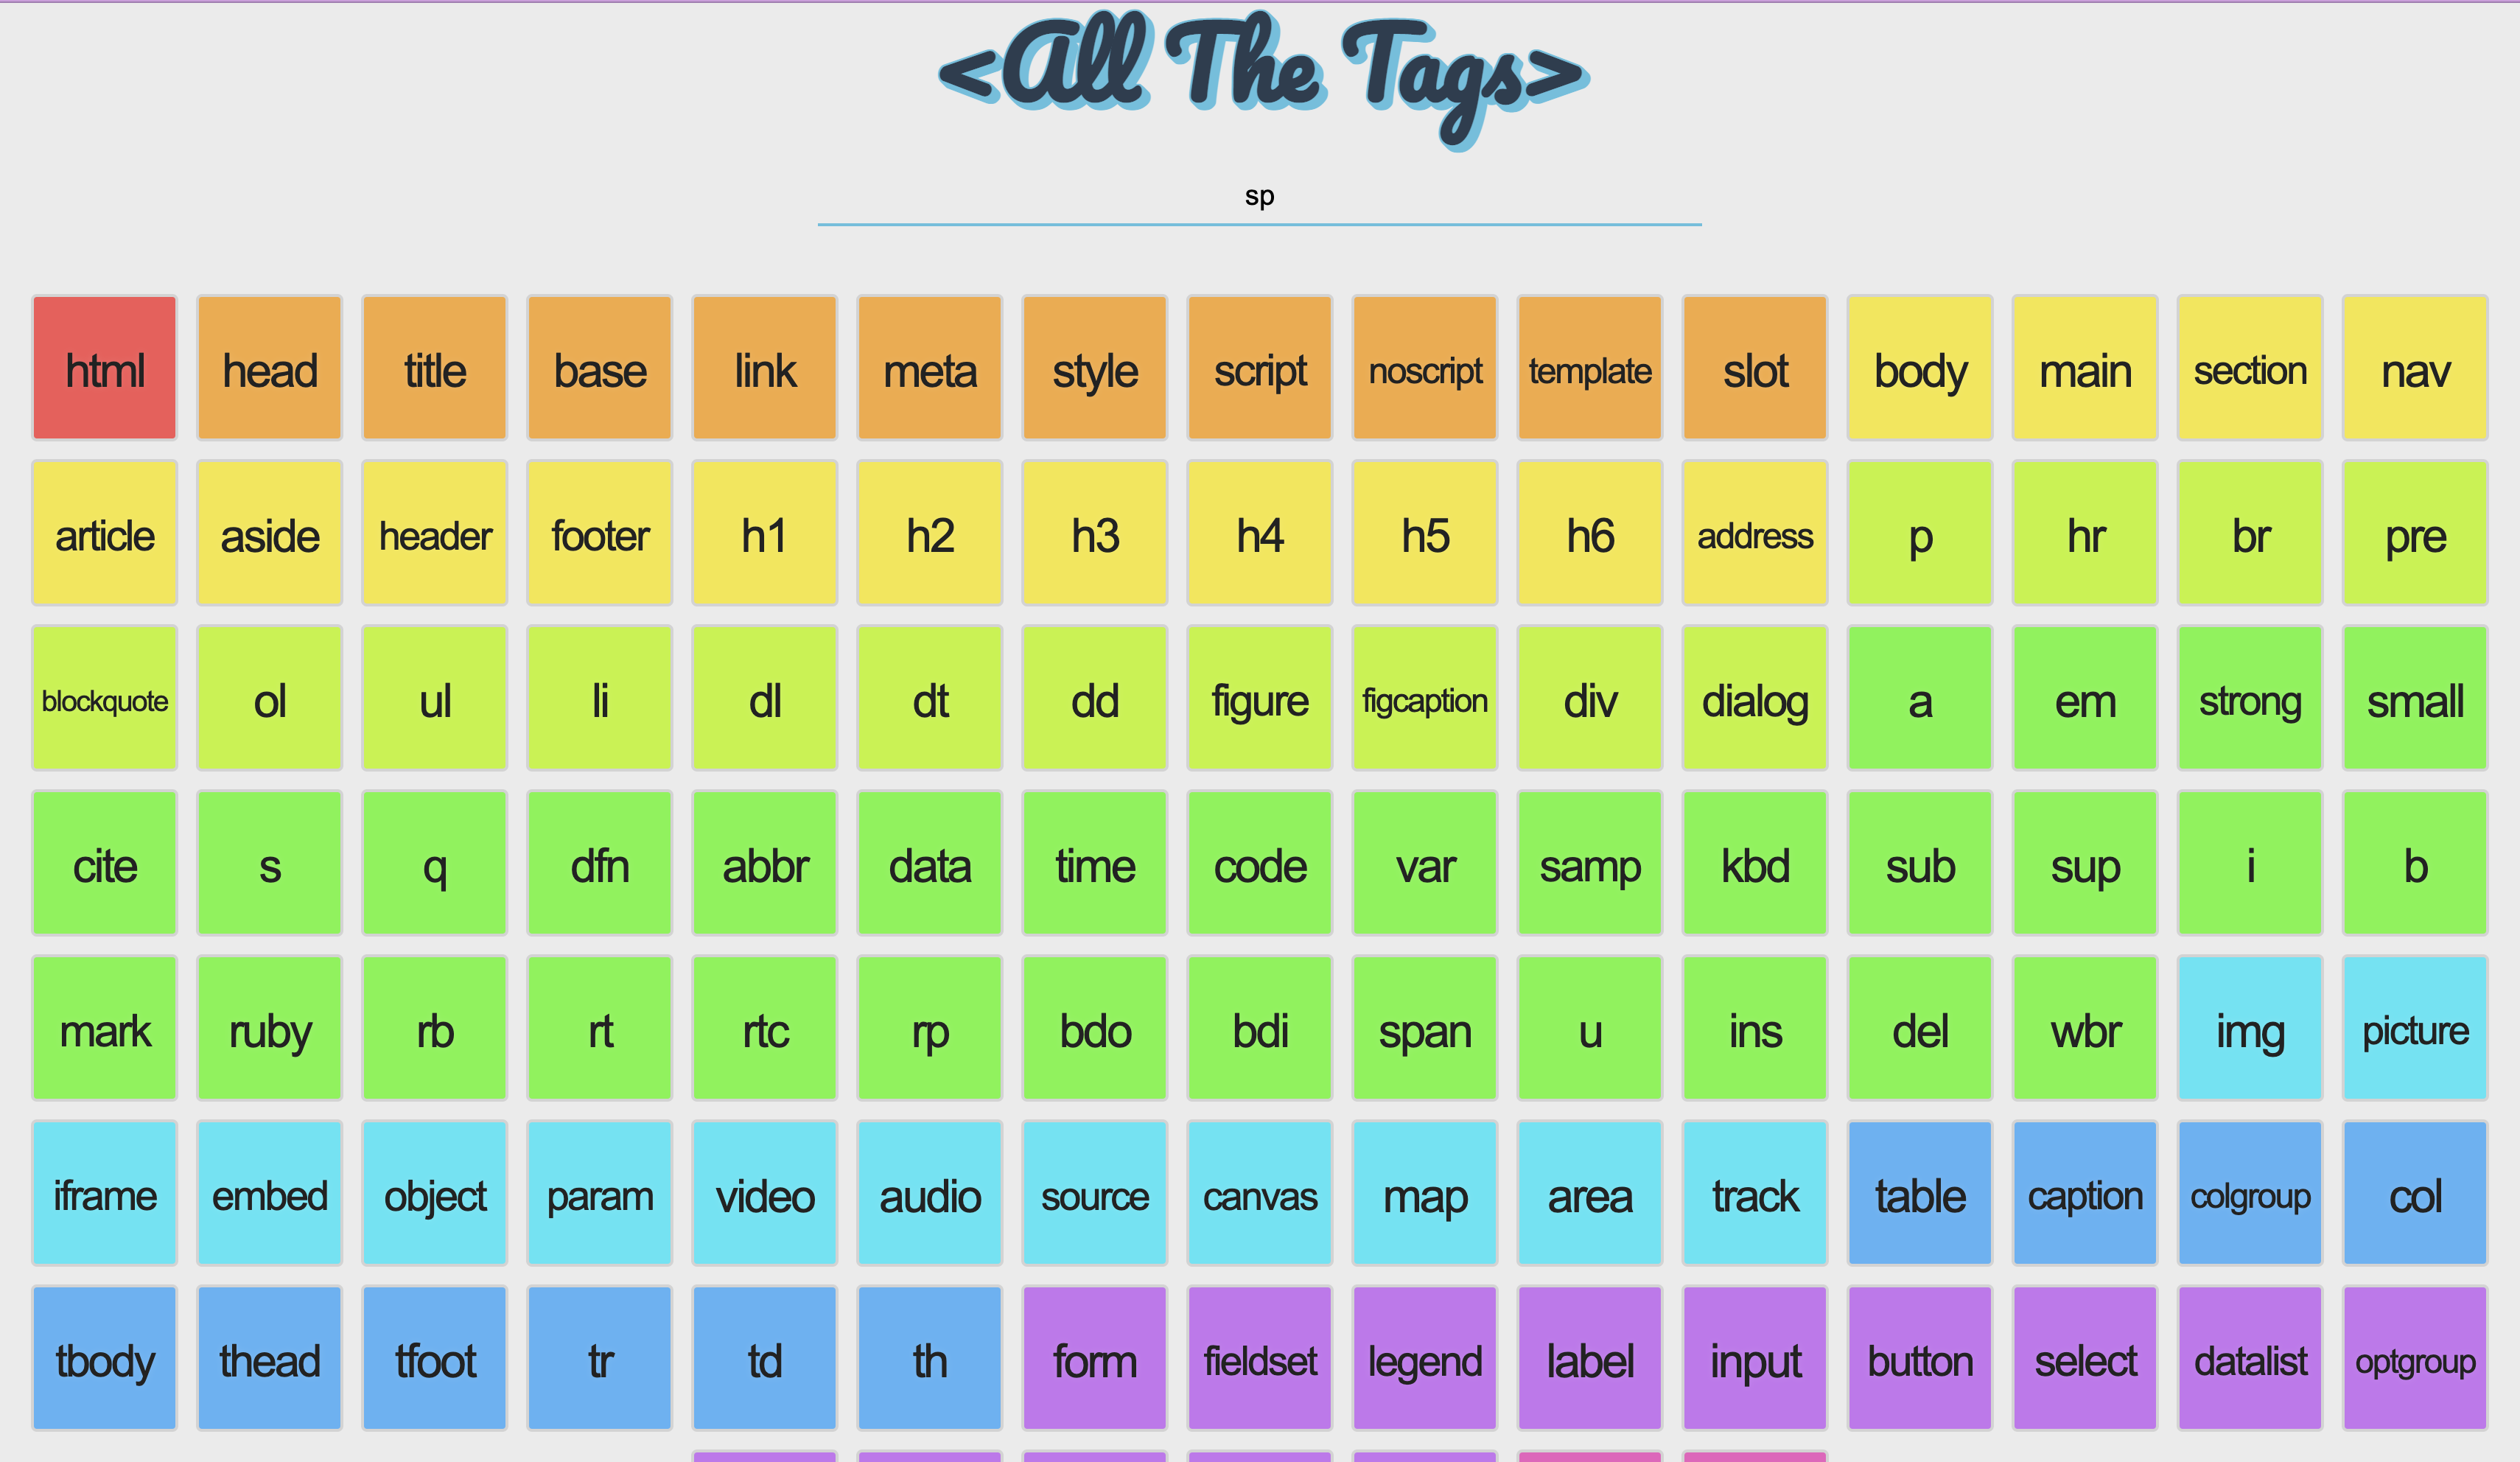 <All The Tags>
sp
html head title base link meta style script noscript template slot body main section nav
article aside header footer h1 h2 h3 h4 h5 h6 address p hr br pre
blockquote ol ul li dl dt dd figure figcaption div dialog a em strong small
cite s q dfn abbr data time code var samp kbd sub sup i b
mark ruby rb rt rtc rp bdo bdi span u ins del wbr img picture
iframe embed object param video audio source canvas map area track table caption colgroup col
tbody thead tfoot tr td th form fieldset legend label input button select datalist optgroup